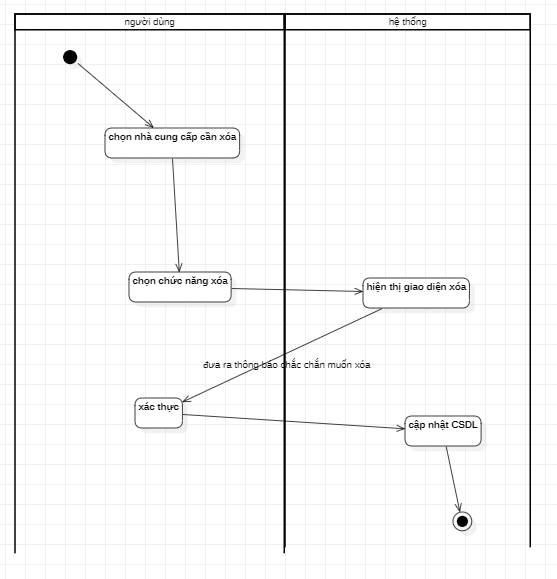 người dùng
hệ thống
chọn nhà cung cấp cần xóa
chọn chức năng xóa
hiện thị giao diện xóa
đưa ra thông báo chắc chắn muốn xóa
xác thực
cập nhật CSDL